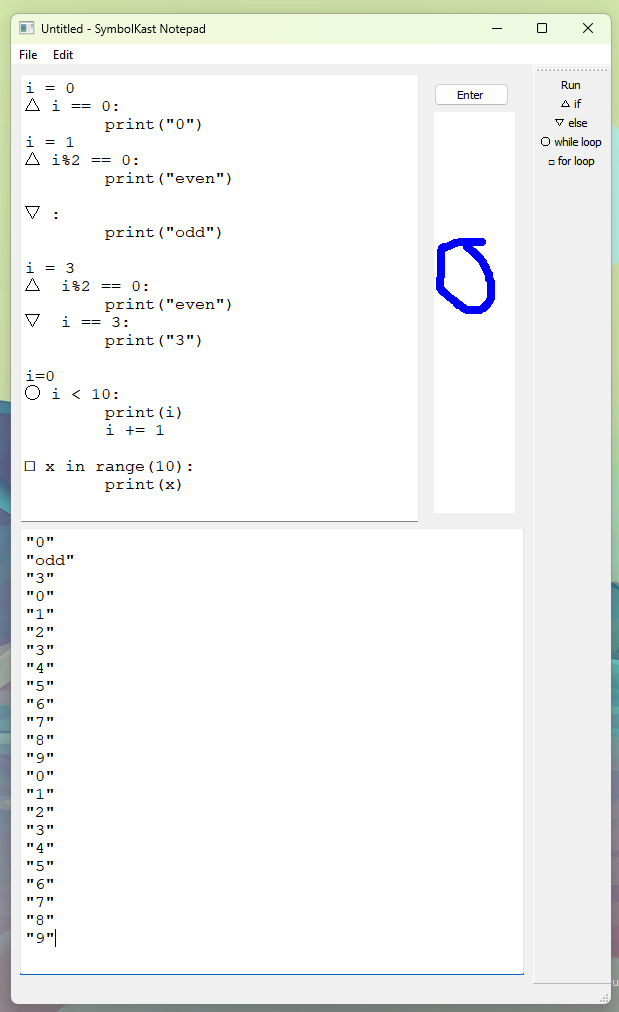 Untitled - SymbolKast Notepad
File Edit
i = 0
△ i == 0:
        print("0")
i = 1
△ i%2 == 0:
        print("even")
▽ :
        print("odd")
i = 3
△  i%2 == 0:
        print("even")
▽  i == 3:
        print("3")
i=0
○ i < 10:
        print(i)
        i += 1
□ x in range(10):
        print(x)
Enter
Run
△ if
▽ else
○ while loop
□ for loop
"0"
"odd"
"3"
"0"
"1"
"2"
"3"
"4"
"5"
"6"
"7"
"8"
"9"
"0"
"1"
"2"
"3"
"4"
"5"
"6"
"7"
"8"
"9"